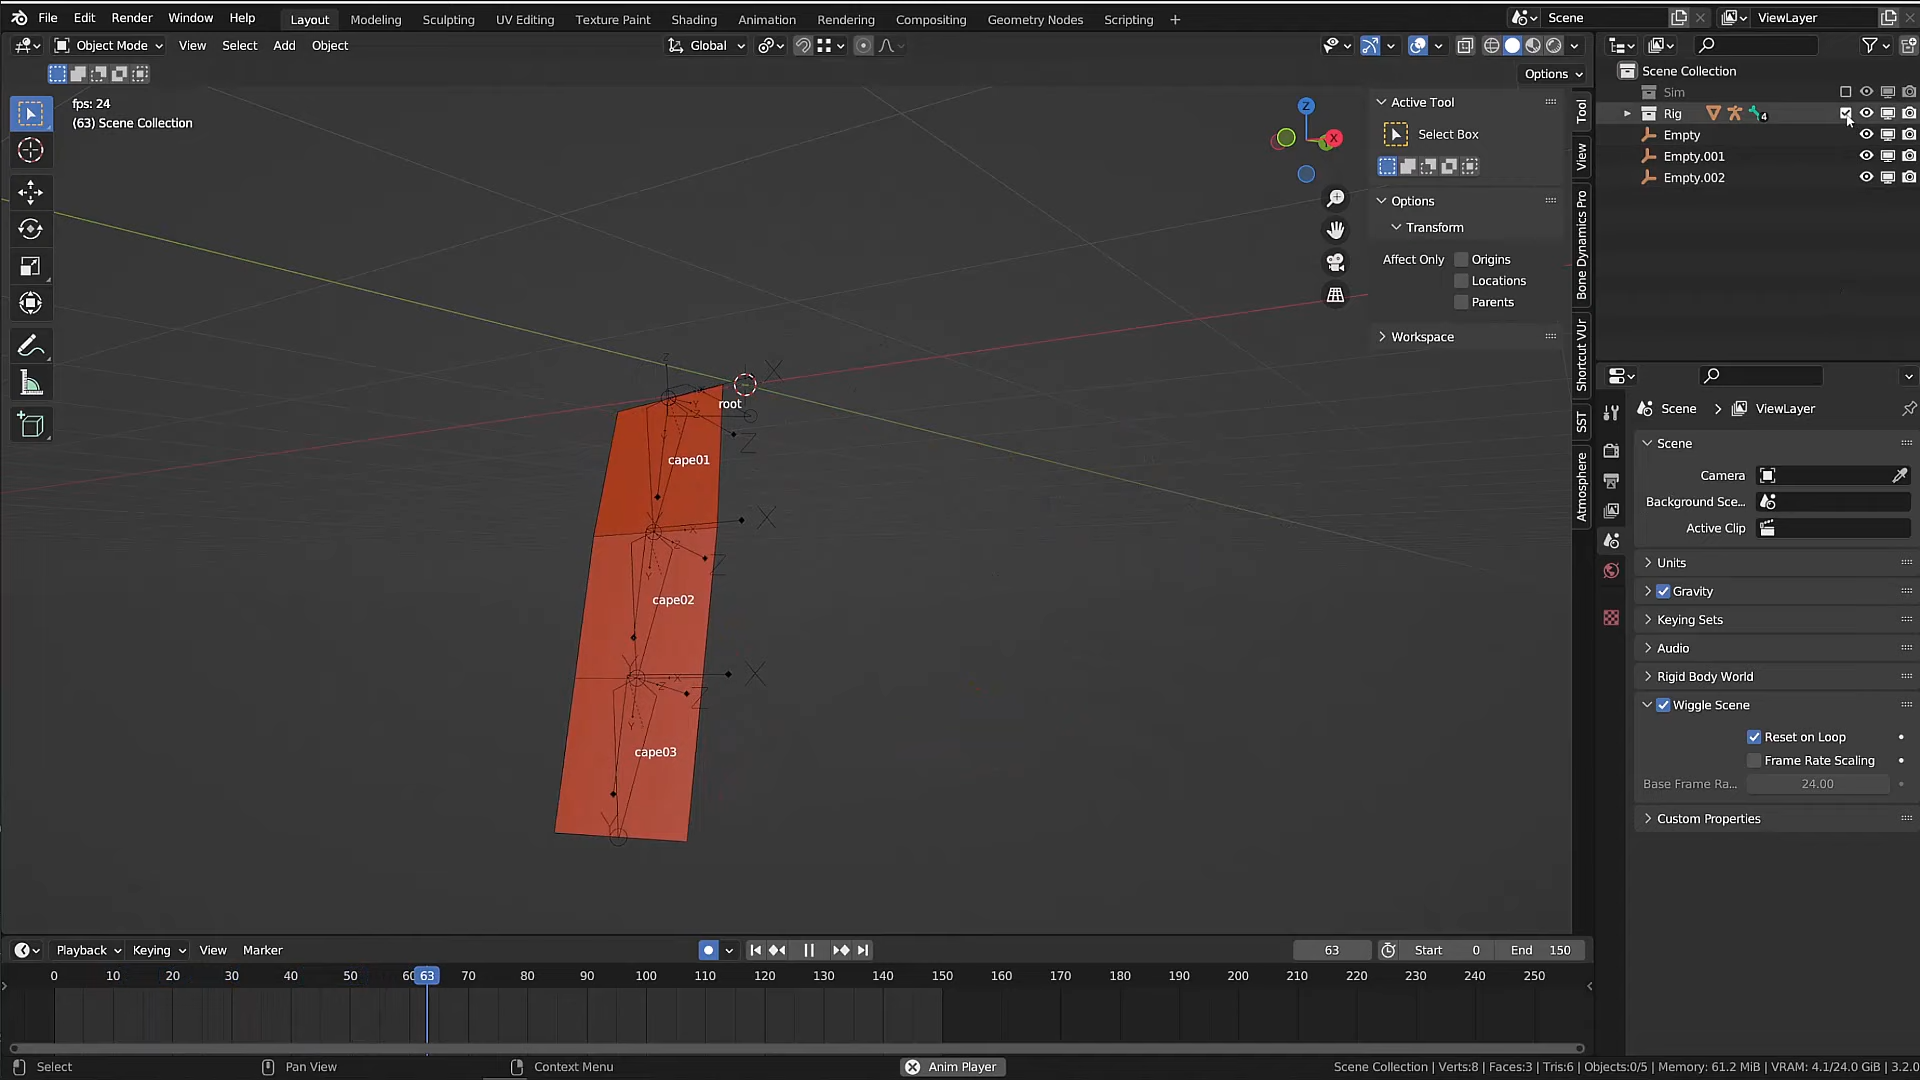 File Edit Render Window Help
Layout Modeling Sculpting UV Editing Texture Paint Shading Animation Rendering Compositing Geometry Nodes Scripting +
Scene
ViewLayer
Object Mode View Select Add Object
Global
Options
fps: 24
(63) Scene Collection
root
cape01
cape02
cape03
X
Z
X
Z
X
Z
Z
X
Active Tool
Select Box
Options
Transform
Affect Only Origins
Locations
Parents
Workspace
Tool
View
Bone Dynamics Pro
Shortcut VUr
SST
Atmosphere
Scene Collection
Sim
Rig 4
Empty
Empty.001
Empty.002
Scene > ViewLayer
Scene
Camera
Background Sce...
Active Clip
Units
Gravity
Keying Sets
Audio
Rigid Body World
Wiggle Scene
Reset on Loop
Frame Rate Scaling
Base Frame Ra... 24.00
Custom Properties
Playback Keying View Marker
63 Start 0 End 150
0 10 20 30 40 50 60 63 70 80 90 100 110 120 130 140 150 160 170 180 190 200 210 220 230 240 250
Select Pan View Context Menu Anim Player
Scene Collection | Verts:8 | Faces:3 | Tris:6 | Objects:0/5 | Memory: 61.2 MiB | VRAM: 4.1/24.0 GiB | 3.2.0